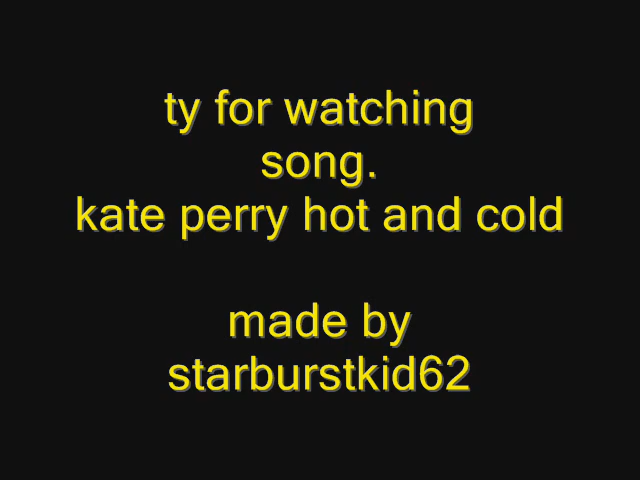 ty for watching
song.
kate perry hot and cold
made by
starburstkid62